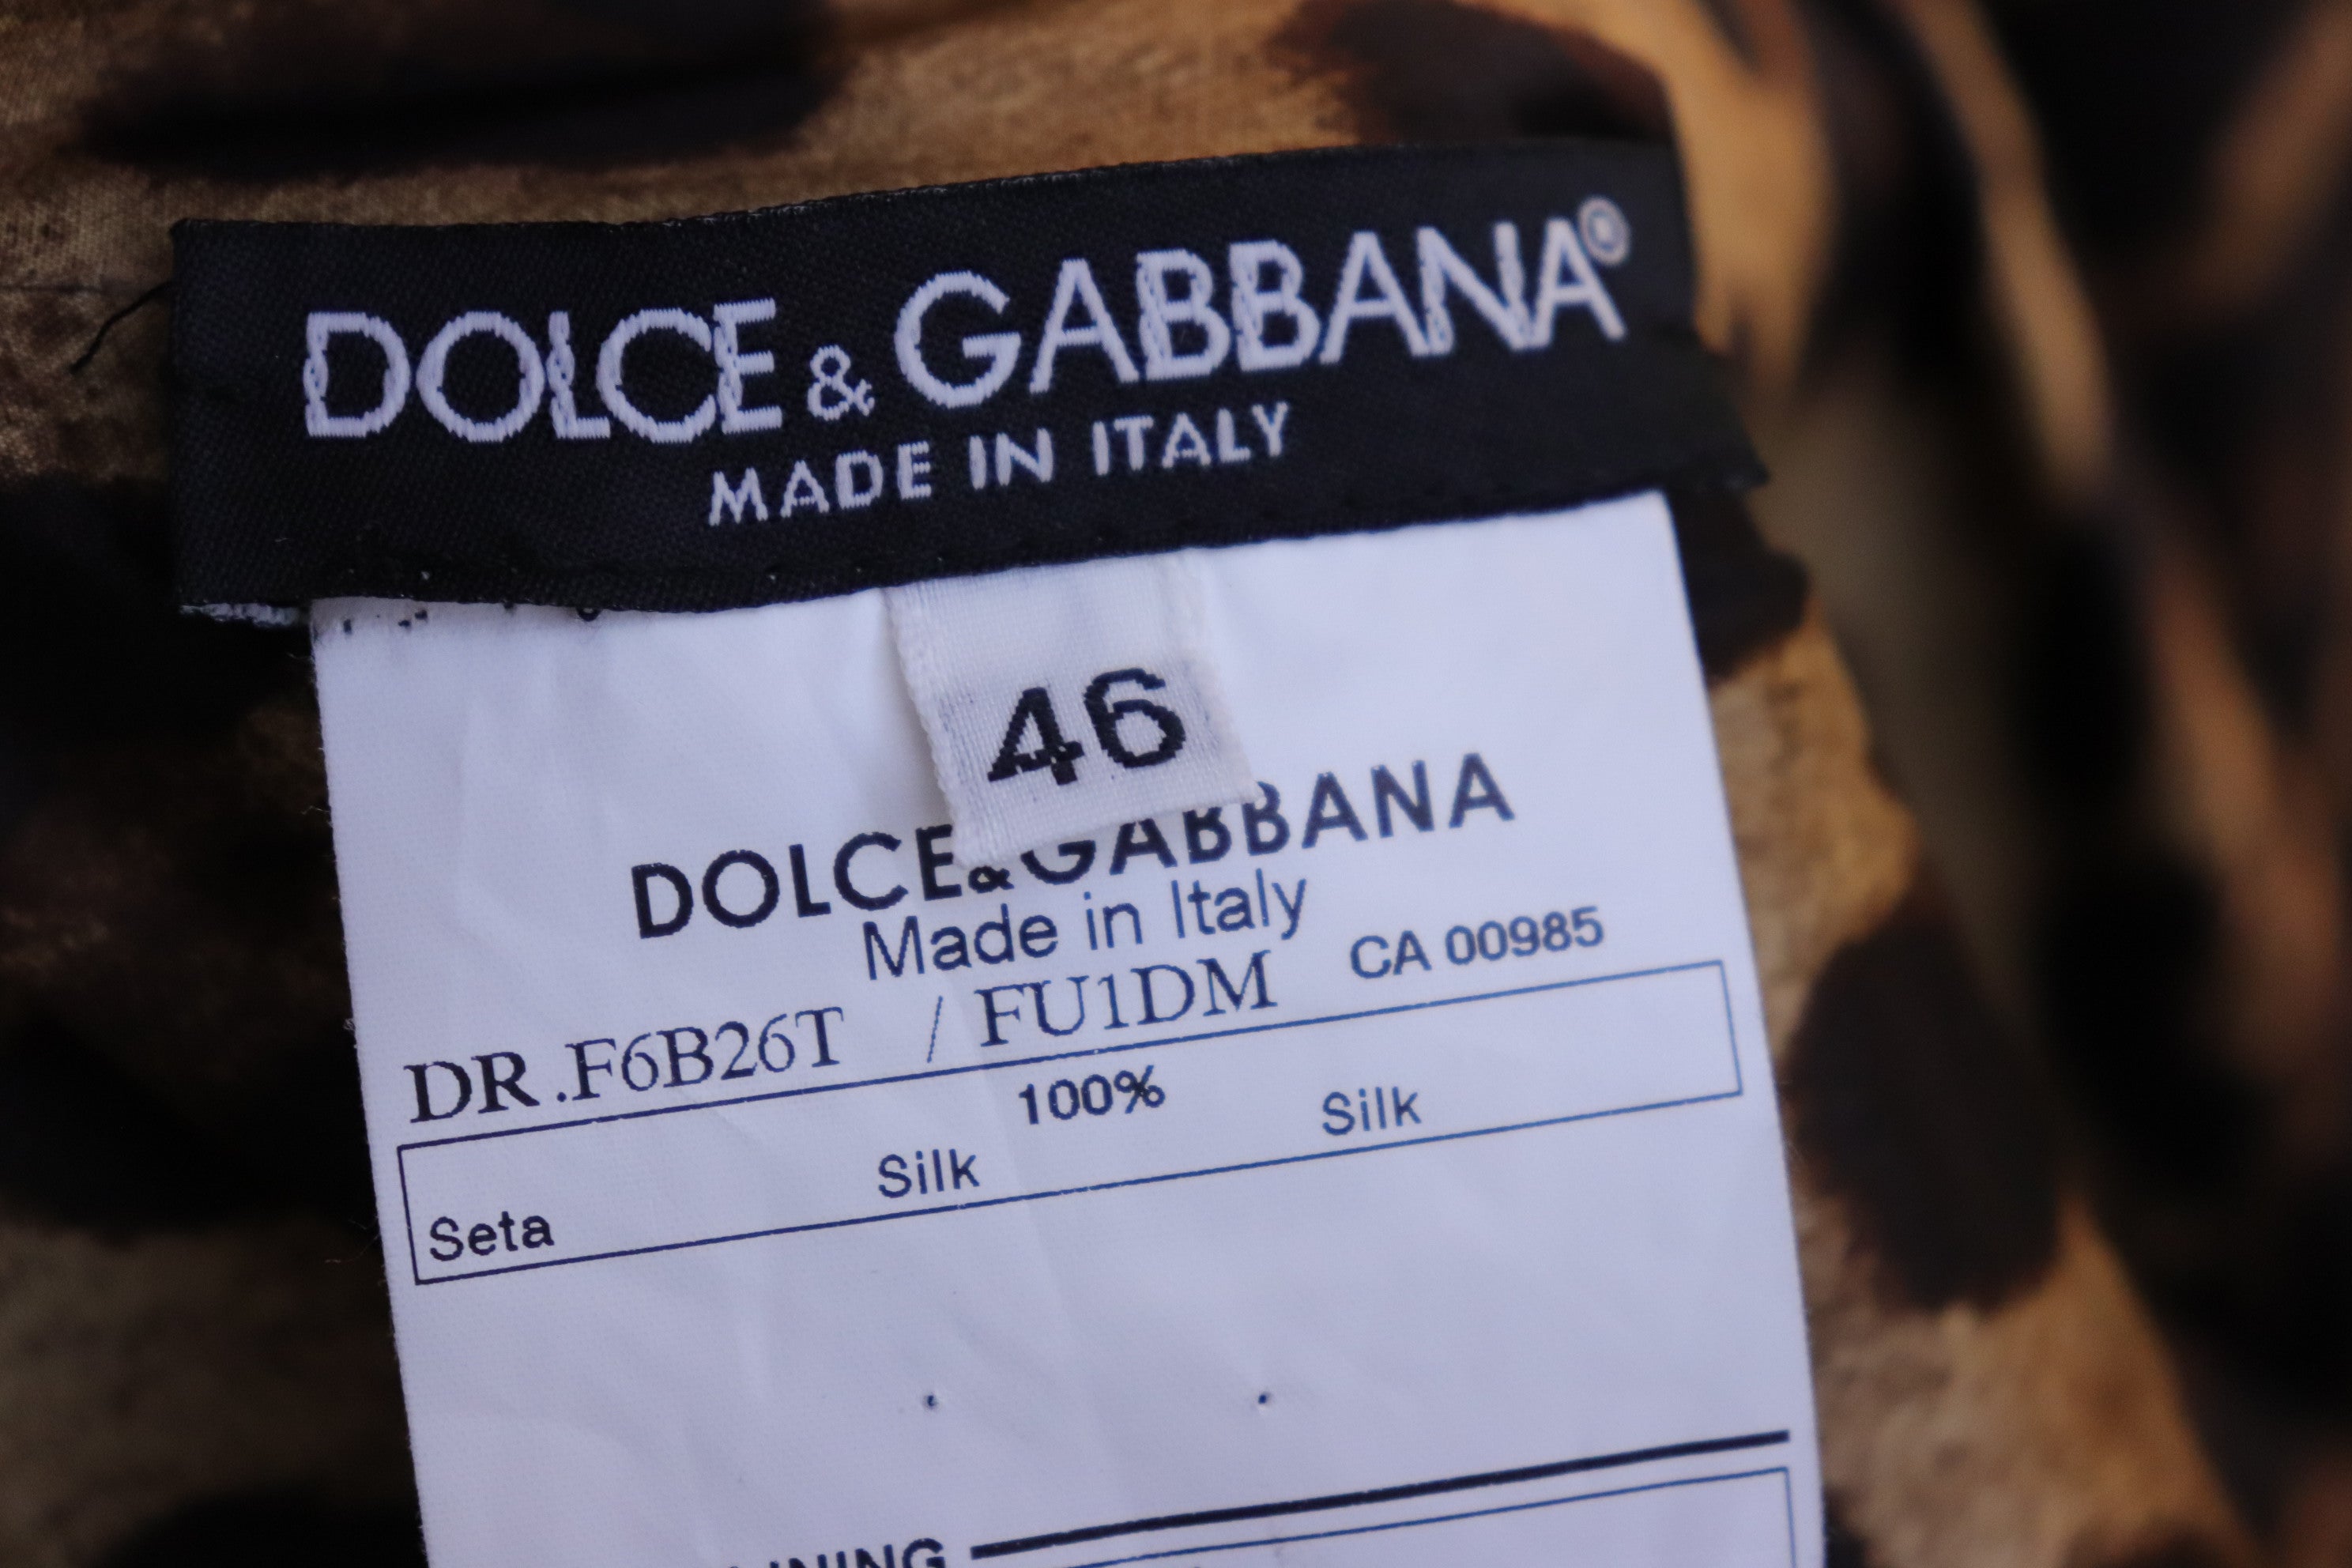 DOLCE & GABBANA®
MADE IN ITALY
46
DOLCE&GABBANA
Made in Italy
CA 00985
DR.F6B26T / FU1DM
100%
Seta Silk Silk